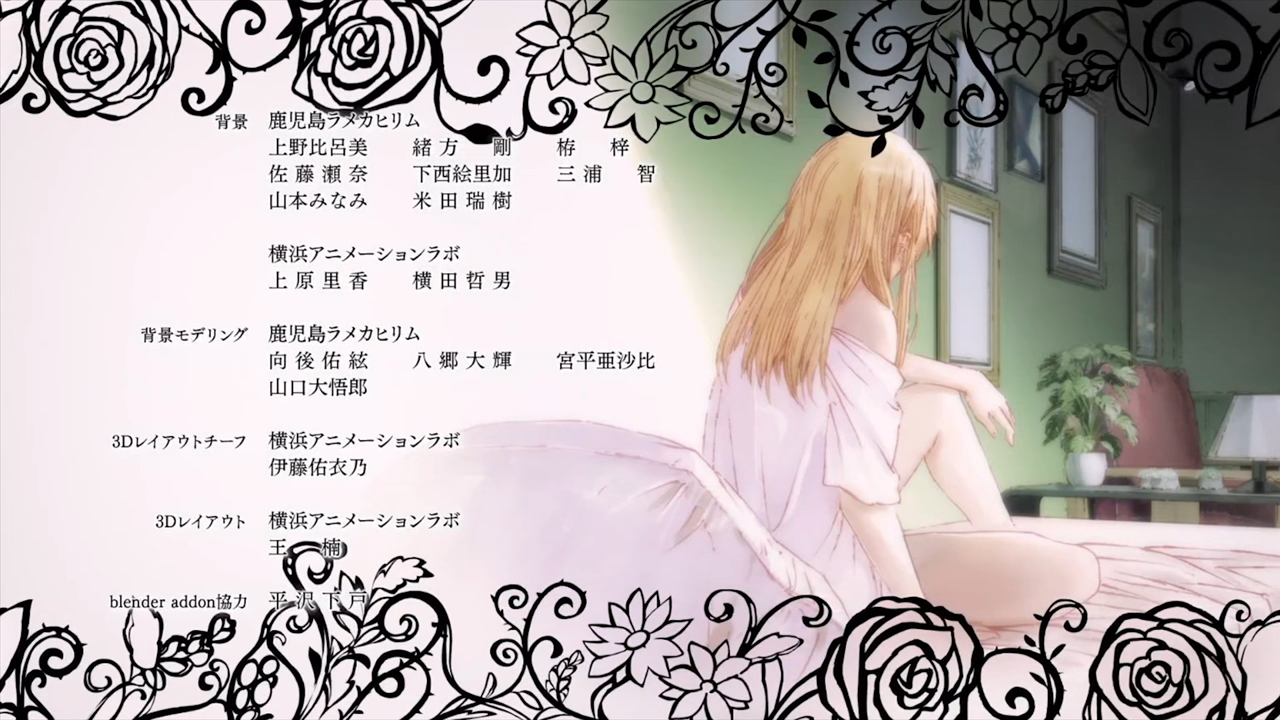 背景 鹿児島ラメカヒリム
上野比呂美 緒方 剛 栫 梓
佐藤瀬奈 下西絵里加 三浦 智
山本みなみ 米田瑞樹
横浜アニメーションラボ
上原里香 横田哲男
背景モデリング 鹿児島ラメカヒリム
向後佑絃 八郷大輝 宮平亜沙比
山口大悟郎
3Dレイアウトチーフ 横浜アニメーションラボ
伊藤佑衣乃
3Dレイアウト 横浜アニメーションラボ
王 楠
blender addon協力 平沢下戸